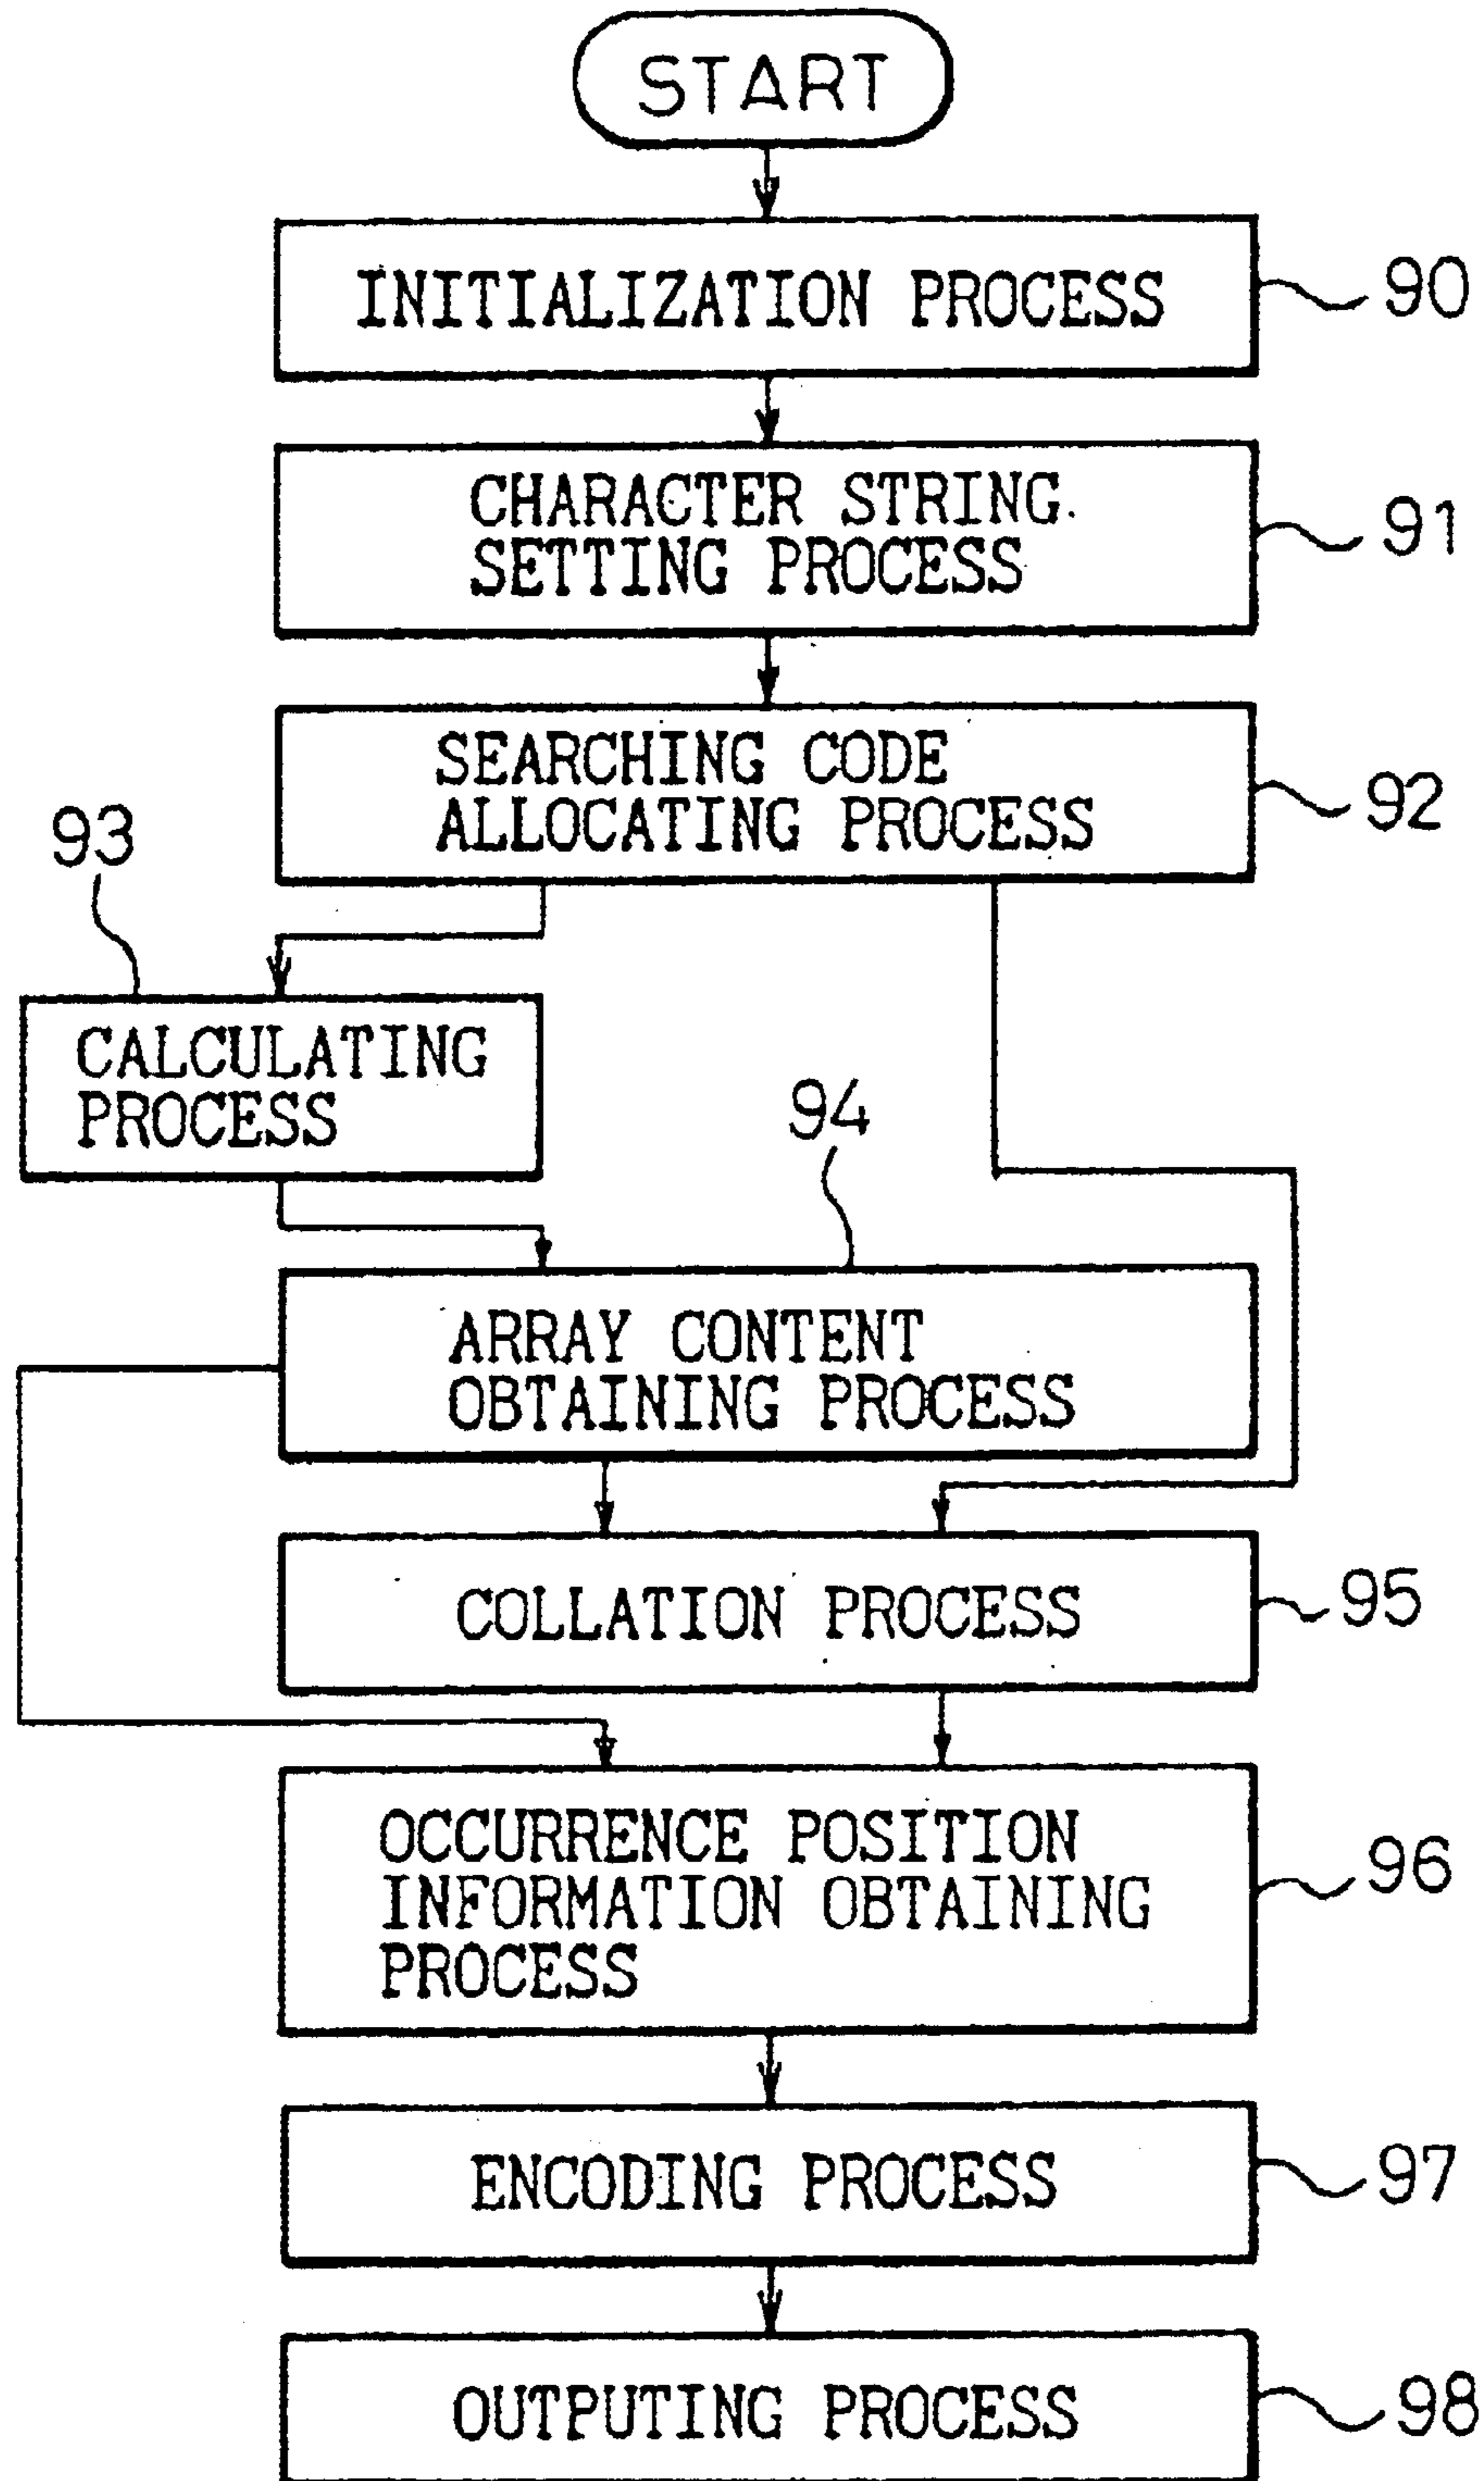 START
INITIALIZATION PROCESS
90
CHARACTER STRING
SETTING PROCESS
91
SEARCHING CODE
ALLOCATING PROCESS
92
93
CALCULATING
PROCESS
94
ARRAY CONTENT
OBTAINING PROCESS
COLLATION PROCESS
95
OCCURRENCE POSITION
INFORMATION OBTAINING
PROCESS
96
ENCODING PROCESS
97
OUTPUTING PROCESS
98